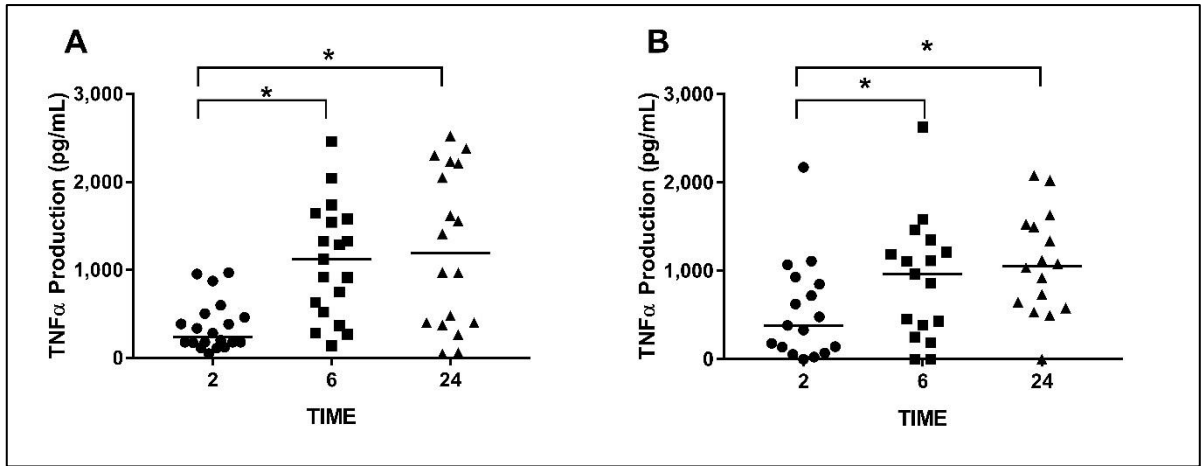 A
*
*
3,000
2,000
1,000
0
TNFα Production (pg/mL)
2 6 24
TIME
B
*
*
3,000
2,000
1,000
0
TNFα Production (pg/mL)
2 6 24
TIME